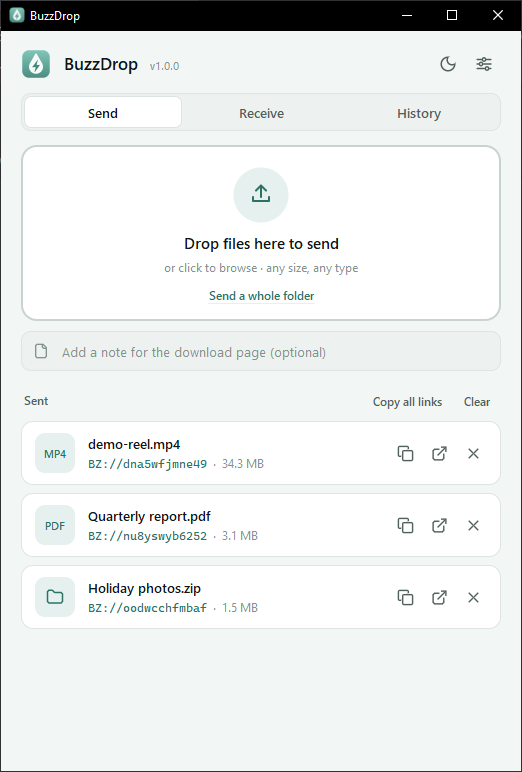 BuzzDrop
BuzzDrop v1.0.0
Send Receive History
Drop files here to send
or click to browse · any size, any type
Send a whole folder
Add a note for the download page (optional)
Sent Copy all links Clear
MP4 demo-reel.mp4
BZ://dna5wfjmne49 · 34.3 MB
PDF Quarterly report.pdf
BZ://nu8yswyb6252 · 3.1 MB
Holiday photos.zip
BZ://oodwcchfmbaf · 1.5 MB